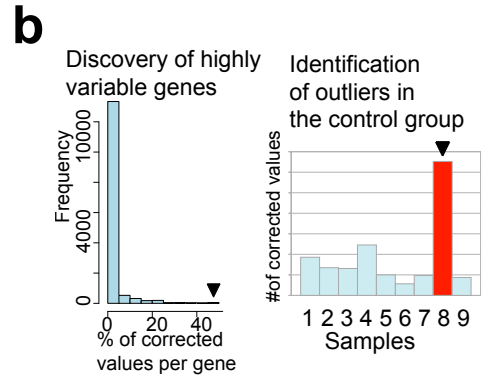 b
Discovery of highly
variable genes
Frequency
0 4000 10000
0 20 40
% of corrected
values per gene
Identification
of outliers in
the control group
#of corrected values
1 2 3 4 5 6 7 8 9
Samples